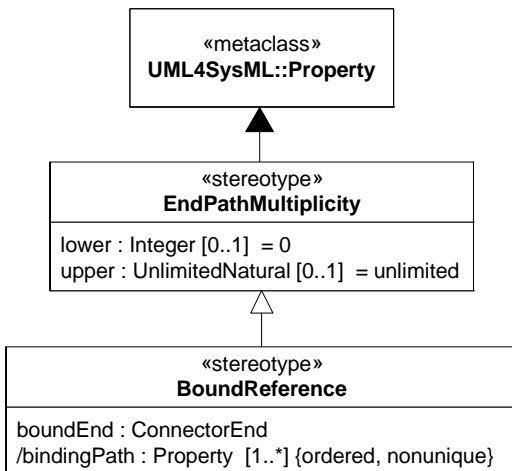 «metaclass»
UML4SysML::Property
«stereotype»
EndPathMultiplicity
lower : Integer [0..1] = 0
upper : UnlimitedNatural [0..1] = unlimited
«stereotype»
BoundReference
boundEnd : ConnectorEnd
/bindingPath : Property [1..*] {ordered, nonunique}